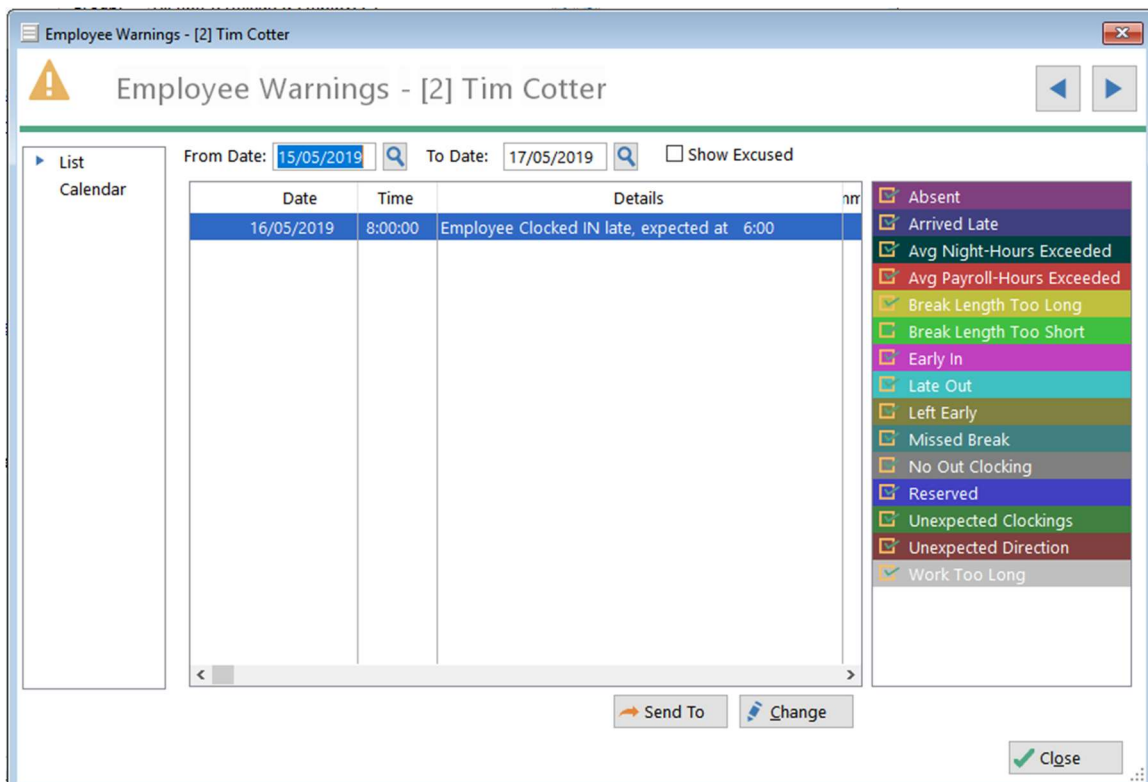 Employee Warnings - [2] Tim Cotter
Employee Warnings - [2] Tim Cotter
List
Calendar
From Date: 15/05/2019 To Date: 17/05/2019 Show Excused
Date Time Details
16/05/2019 8:00:00 Employee Clocked IN late, expected at 6:00
Absent
Arrived Late
Avg Night-Hours Exceeded
Avg Payroll-Hours Exceeded
Break Length Too Long
Break Length Too Short
Early In
Late Out
Left Early
Missed Break
No Out Clocking
Reserved
Unexpected Clockings
Unexpected Direction
Work Too Long
Send To Change
Close